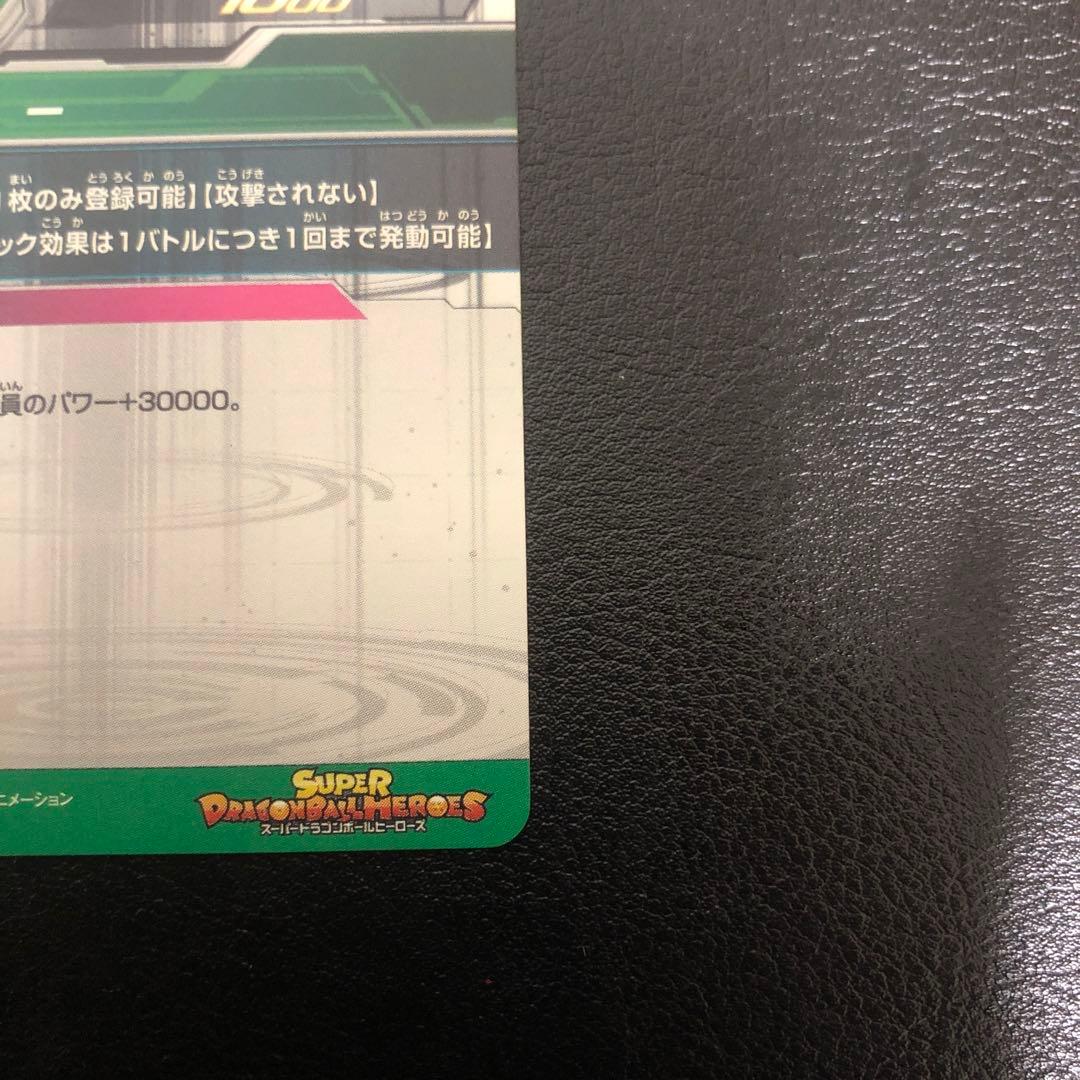 1000
枚のみ登録可能】【攻撃されない】
ック効果は1バトルにつき1回まで発動可能】
員のパワー+30000。
ニメーション
SUPER
DRAGONBALL HEROES
スーパードラゴンボールヒーローズ